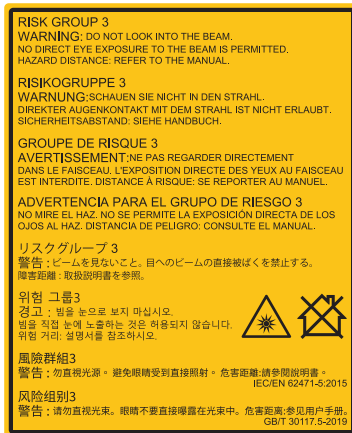 RISK GROUP 3
WARNING: DO NOT LOOK INTO THE BEAM.
NO DIRECT EYE EXPOSURE TO THE BEAM IS PERMITTED.
HAZARD DISTANCE: REFER TO THE MANUAL.
RISIKOGRUPPE 3
WARNUNG:SCHAUEN SIE NICHT IN DEN STRAHL.
DIREKTER AUGENKONTAKT MIT DEM STRAHL IST NICHT ERLAUBT.
SICHERHEITSABSTAND: SIEHE HANDBUCH.
GROUPE DE RISQUE 3
AVERTISSEMENT:NE PAS REGARDER DIRECTEMENT
DANS LE FAISCEAU. L'EXPOSITION DIRECTE DES YEUX AU FAISCEAU
EST INTERDITE. DISTANCE À RISQUE: SE REPORTER AU MANUEL.
ADVERTENCIA PARA EL GRUPO DE RIESGO 3
NO MIRE EL HAZ. NO SE PERMITE LA EXPOSICIÓN DIRECTA DE LOS
OJOS AL HAZ. DISTANCIA DE PELIGRO: CONSULTE EL MANUAL.
リスクグループ 3
警告:ビームを見ないこと。目へのビームの直接被ばくを禁止する。
障害距離:取扱説明書を参照。
위험 그룹3
경고 : 빔을 눈으로 보지 마십시오.
빔을 직접 눈에 노출하는 것은 허용되지 않습니다.
위험 거리: 설명서를 참조하시오.
風險群組3
警告:勿直視光源。避免眼睛受到直接照射。危害距離:請參閱說明書。
IEC/EN 62471-5:2015
风险组别3
警告:请勿直视光束。眼睛不要直接曝露在光束中。危害距离:参见用户手册。
GB/T 30117.5-2019